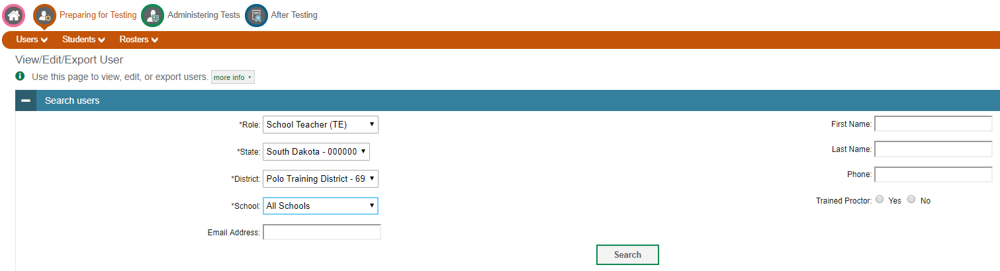 Preparing for Testing Administering Tests After Testing
Users Students Rosters
View/Edit/Export User
Use this page to view, edit, or export users. more info
Search users
*Role: School Teacher (TE)
First Name:
*State: South Dakota - 000000
Last Name:
*District: Polo Training District - 69
Phone:
*School: All Schools
Trained Proctor: Yes No
Email Address:
Search